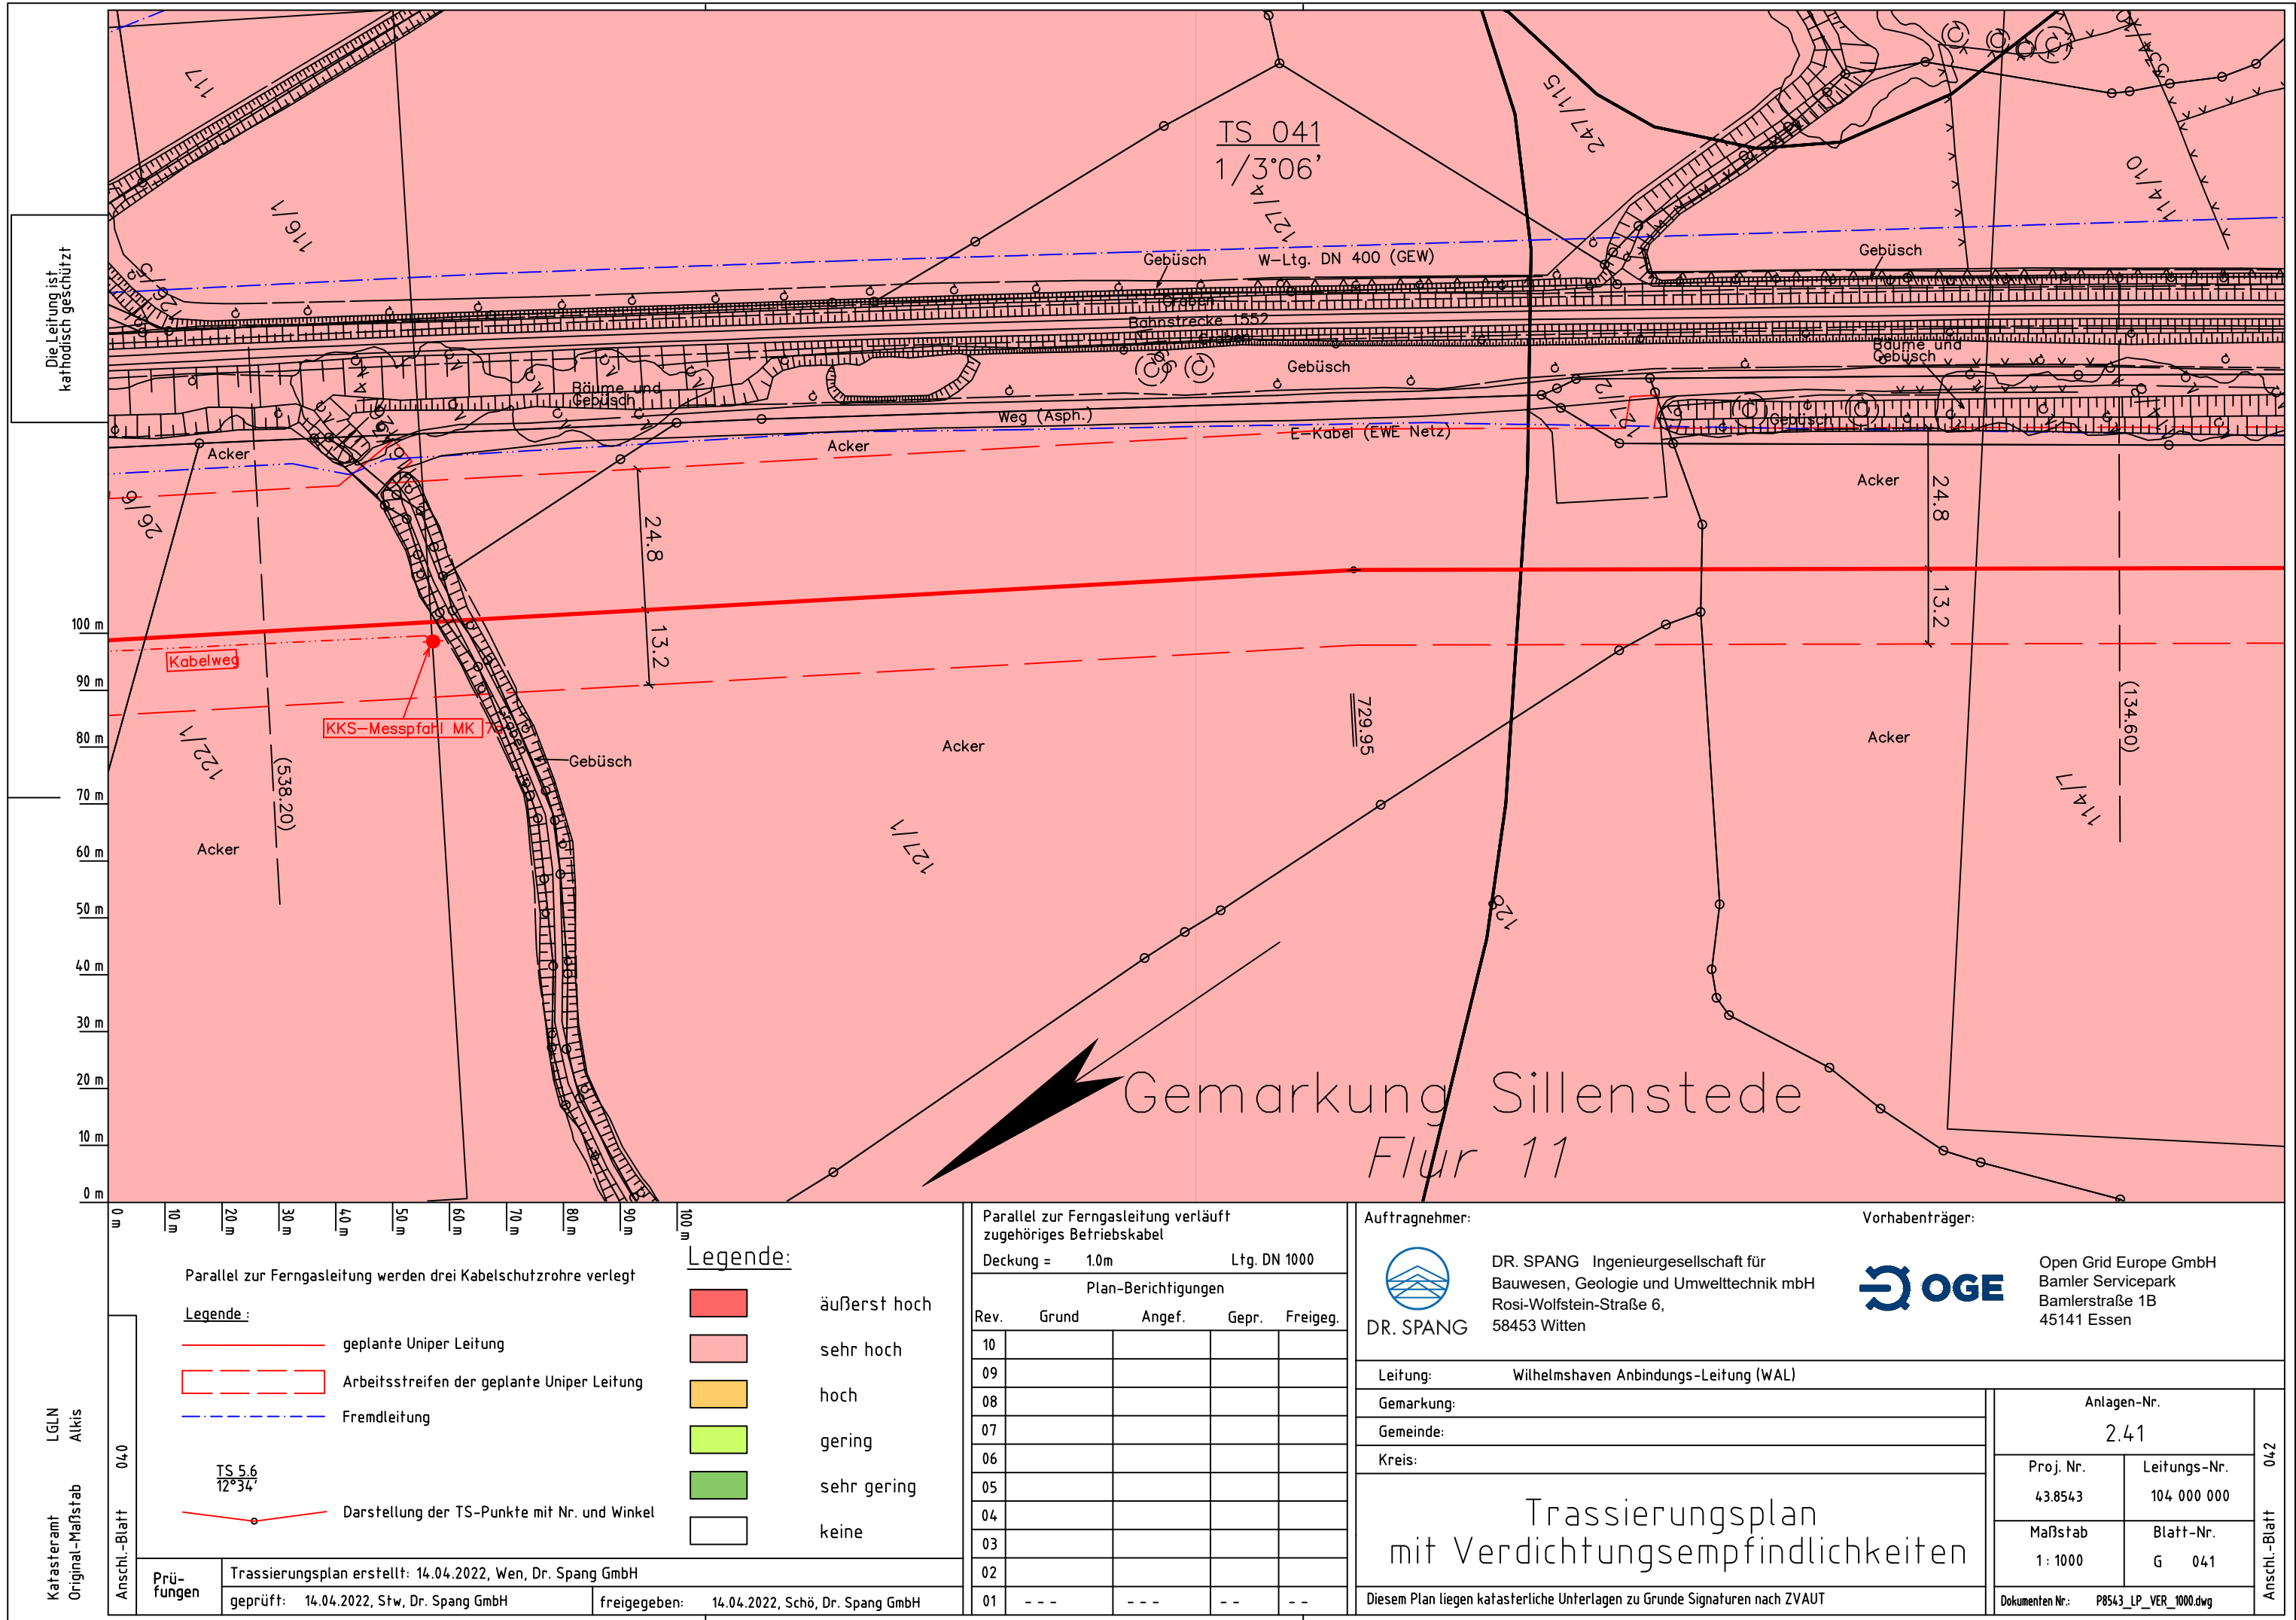 Die Leitung ist
kathodisch geschützt
117
116/1
26/5
TS 041
1/3°06'
127/4
247/115
53/4
114/10
Gebüsch
W-Ltg. DN 400 (GEW)
Gebüsch
Graben
Bahnstrecke 1552
Graben
Gebüsch
Bäume und
Gebüsch
Bäume und
Gebüsch
Weg (Asph.)
E-Kabel (EWE Netz)
Gebüsch
Acker
Acker
Acker
26/6
24.8
13.2
24.8
13.2
Kabelweg
KKS-Messpfahl MK
Graben
Gebüsch
122/1
(538.20)
Acker
Acker
127/1
729.95
128
Acker
(134.60)
114/7
100 m
90 m
80 m
70 m
60 m
50 m
40 m
30 m
20 m
10 m
0 m
Gemarkung Sillenstede
Flur 11
0 m
10 m
20 m
30 m
40 m
50 m
60 m
70 m
80 m
90 m
100 m
Parallel zur Ferngasleitung werden drei Kabelschutzrohre verlegt
Legende :
geplante Uniper Leitung
Arbeitsstreifen der geplante Uniper Leitung
Fremdleitung
TS 5.6
12°34'
Darstellung der TS-Punkte mit Nr. und Winkel
Legende:
äußerst hoch
sehr hoch
hoch
gering
sehr gering
keine
Katasteramt LGLN
Original-Maßstab Alkis
Anschl.-Blatt 040
Prü-
fungen
Trassierungsplan erstellt: 14.04.2022, Wen, Dr. Spang GmbH
geprüft: 14.04.2022, Stw, Dr. Spang GmbH
freigegeben: 14.04.2022, Schö, Dr. Spang GmbH
Parallel zur Ferngasleitung verläuft
zugehöriges Betriebskabel
Deckung = 1.0m Ltg. DN 1000
Plan-Berichtigungen
Rev. Grund Angef. Gepr. Freigeg.
10
09
08
07
06
05
04
03
02
01 - - - - - - - - - -
Auftragnehmer:
DR. SPANG
DR. SPANG Ingenieurgesellschaft für
Bauwesen, Geologie und Umwelttechnik mbH
Rosi-Wolfstein-Straße 6,
58453 Witten
Vorhabenträger:
OGE
Open Grid Europe GmbH
Bamler Servicepark
Bamlerstraße 1B
45141 Essen
Leitung: Wilhelmshaven Anbindungs-Leitung (WAL)
Gemarkung:
Gemeinde:
Kreis:
Trassierungsplan
mit Verdichtungsempfindlichkeiten
Diesem Plan liegen katasterliche Unterlagen zu Grunde Signaturen nach ZVAUT
Anlagen-Nr.
2.41
Proj. Nr.
43.8543
Leitungs-Nr.
104 000 000
Maßstab
1 : 1000
Blatt-Nr.
G 041
Dokumenten Nr.: P8543_LP_VER_1000.dwg
Anschl.-Blatt 042